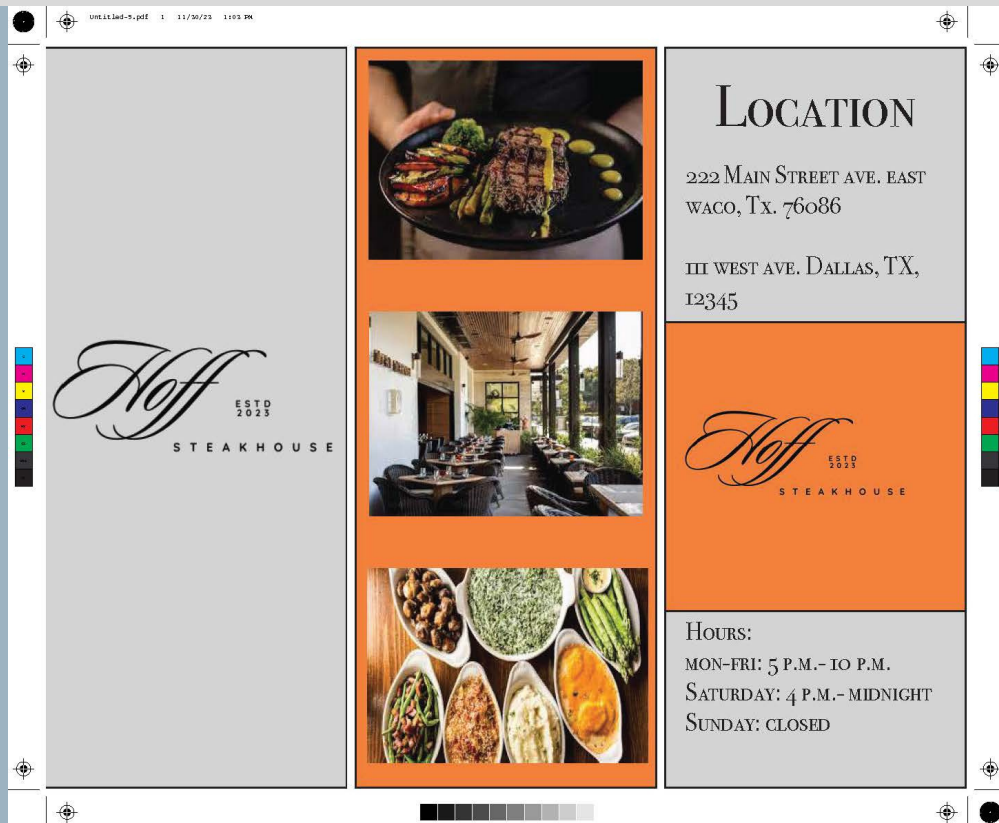 Untitled-5.pdf 1 11/30/23 1:03 PM
Hoff
ESTD
2023
STEAKHOUSE
Location
222 Main Street ave. east
waco, Tx. 76086
111 west ave. Dallas, TX,
12345
Hoff
ESTD
2023
STEAKHOUSE
Hours:
mon-fri: 5 p.m.- 10 p.m.
Saturday: 4 p.m.- midnight
Sunday: closed